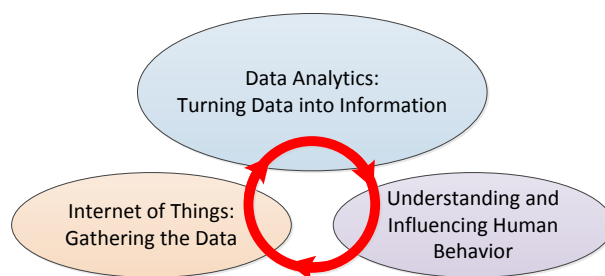 Data Analytics:
Turning Data into Information
Internet of Things:
Gathering the Data
Understanding and
Influencing Human
Behavior